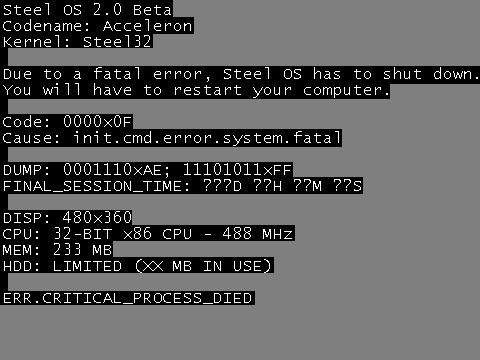 Steel OS 2.0 Beta
Codename: Acceleron
Kernel: Steel32
Due to a fatal error, Steel OS has to shut down.
You will have to restart your computer.
Code: 0000x0F
Cause: init.cmd.error.system.fatal
DUMP: 0001110xAE; 11101011xFF
FINAL_SESSION_TIME: ???D ??H ??M ??S
DISP: 480x360
CPU: 32-BIT x86 CPU - 488 MHz
MEM: 233 MB
HDD: LIMITED (XX MB IN USE)
ERR.CRITICAL_PROCESS_DIED